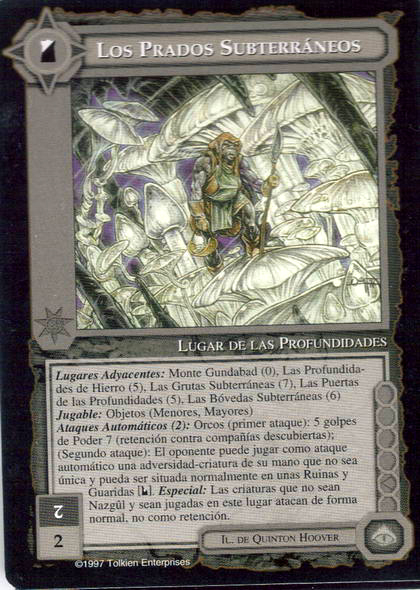 Los Prados Subterráneos
Lugar de las Profundidades
Lugares Adyacentes: Monte Gundabad (0), Las Profundida-
des de Hierro (5), Las Grutas Subterráneas (7), Las Puertas
de las Profundidades (5), Las Bóvedas Subterráneas (6)
Jugable: Objetos (Menores, Mayores)
Ataques Automáticos (2): Orcos (primer ataque): 5 golpes
de Poder 7 (retención contra compañías descubiertas);
(Segundo ataque): El oponente puede jugar como ataque
automático una adversidad-criatura de su mano que no sea
única y pueda ser situada normalmente en unas Ruinas y
Guaridas []. Especial: Las criaturas que no sean
Nazgûl y sean jugadas en este lugar atacan de forma
normal, no como retención.
2
2
Il. de Quinton Hoover
©1997 Tolkien Enterprises